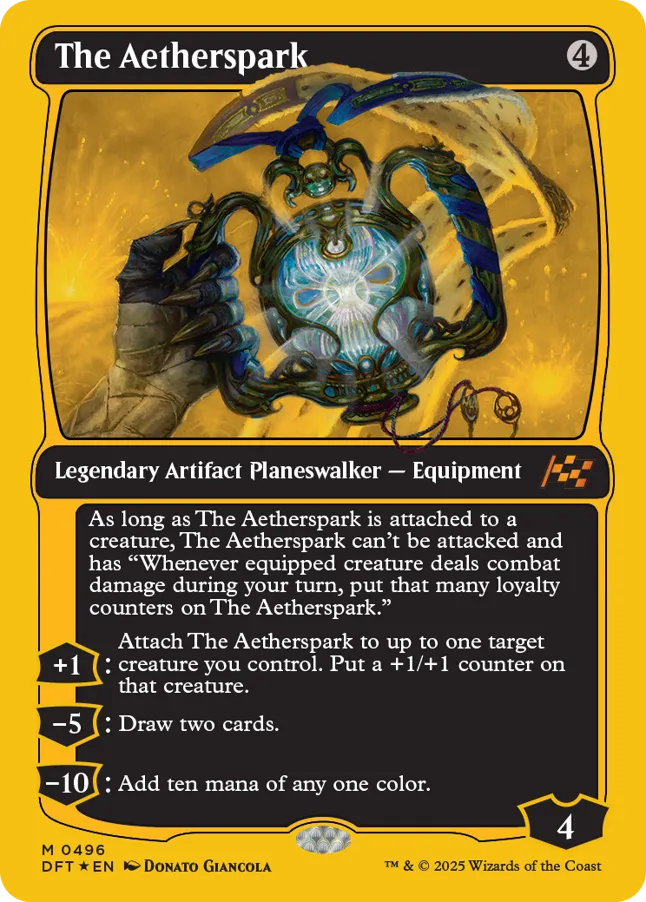 The Aetherspark 4
Legendary Artifact Planeswalker — Equipment
As long as The Aetherspark is attached to a
creature, The Aetherspark can’t be attacked and
has “Whenever equipped creature deals combat
damage during your turn, put that many loyalty
counters on The Aetherspark.”
Attach The Aetherspark to up to one target
+1: creature you control. Put a +1/+1 counter on
that creature.
−5: Draw two cards.
−10: Add ten mana of any one color.
4
M 0496
DFT★EN Donato Giancola ™ & © 2025 Wizards of the Coast